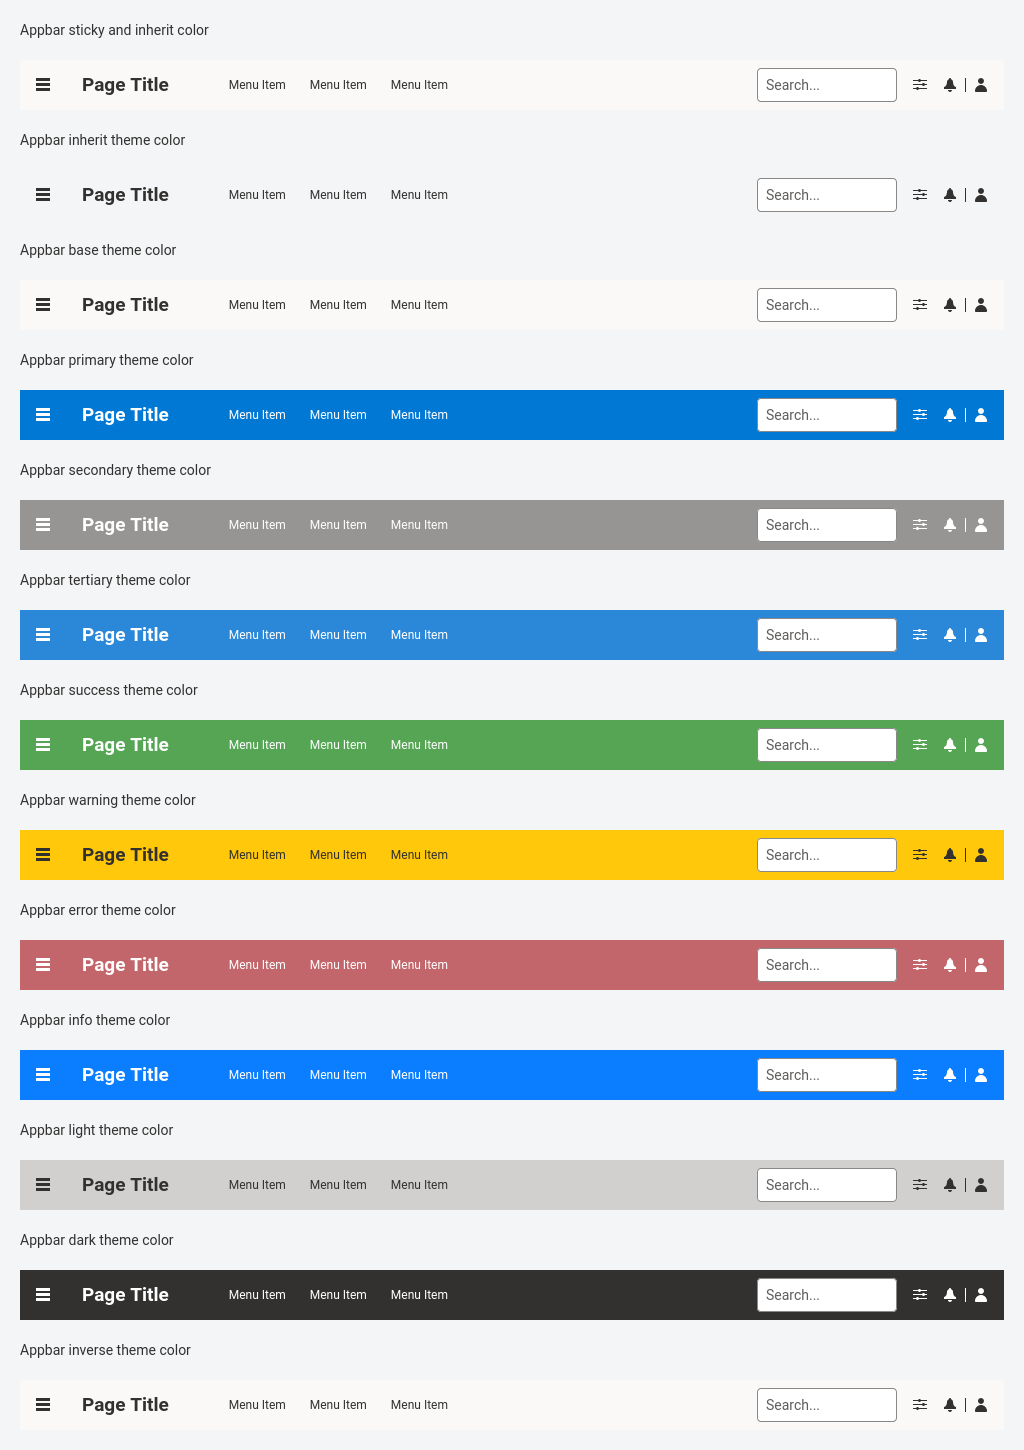 Appbar sticky and inherit color
Page Title Menu Item Menu Item Menu Item Search...
Appbar inherit theme color
Page Title Menu Item Menu Item Menu Item Search...
Appbar base theme color
Page Title Menu Item Menu Item Menu Item Search...
Appbar primary theme color
Page Title Menu Item Menu Item Menu Item Search...
Appbar secondary theme color
Page Title Menu Item Menu Item Menu Item Search...
Appbar tertiary theme color
Page Title Menu Item Menu Item Menu Item Search...
Appbar success theme color
Page Title Menu Item Menu Item Menu Item Search...
Appbar warning theme color
Page Title Menu Item Menu Item Menu Item Search...
Appbar error theme color
Page Title Menu Item Menu Item Menu Item Search...
Appbar info theme color
Page Title Menu Item Menu Item Menu Item Search...
Appbar light theme color
Page Title Menu Item Menu Item Menu Item Search...
Appbar dark theme color
Page Title Menu Item Menu Item Menu Item Search...
Appbar inverse theme color
Page Title Menu Item Menu Item Menu Item Search...